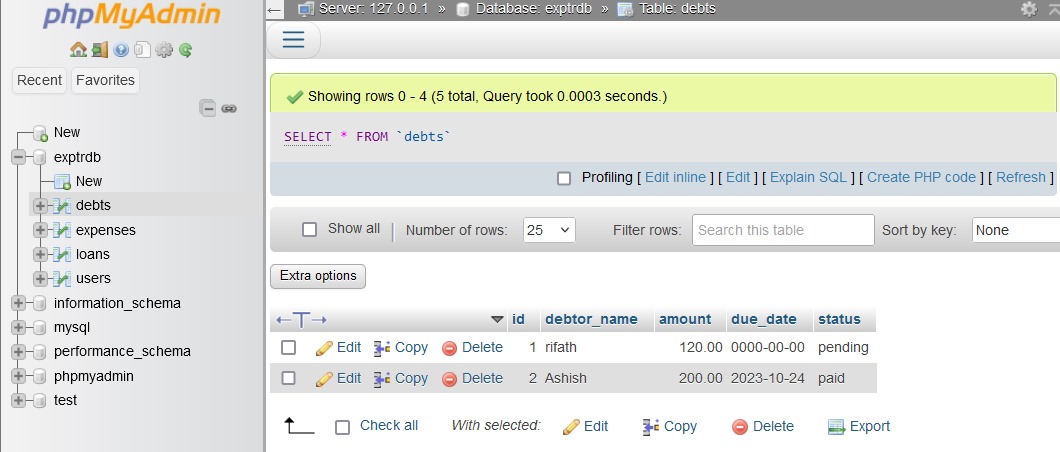 phpMyAdmin
Recent Favorites
New
exptrdb
New
debts
expenses
loans
users
information_schema
mysql
performance_schema
phpmyadmin
test
Server: 127.0.0.1 » Database: exptrdb » Table: debts
Showing rows 0 - 4 (5 total, Query took 0.0003 seconds.)
SELECT * FROM `debts`
Profiling [ Edit inline ] [ Edit ] [ Explain SQL ] [ Create PHP code ] [ Refresh ]
Show all | Number of rows: 25 Filter rows: Search this table Sort by key: None
Extra options
←T→ id debtor_name amount due_date status
Edit Copy Delete 1 rifath 120.00 0000-00-00 pending
Edit Copy Delete 2 Ashish 200.00 2023-10-24 paid
Check all With selected: Edit Copy Delete Export